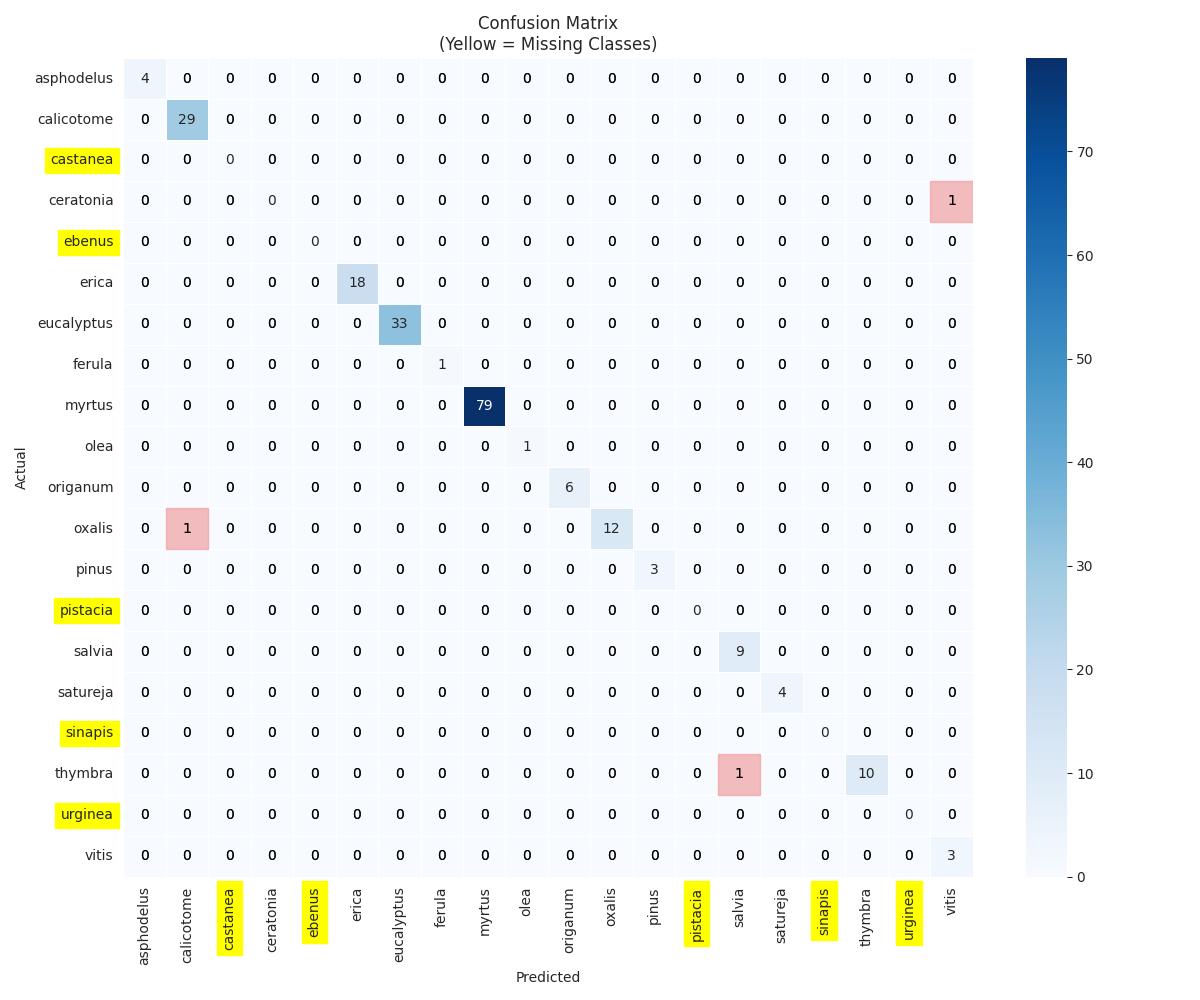 Confusion Matrix
(Yellow = Missing Classes)
asphodelus 4 0 0 0 0 0 0 0 0 0 0 0 0 0 0 0 0 0 0 0
calicotome 0 29 0 0 0 0 0 0 0 0 0 0 0 0 0 0 0 0 0 0
castanea 0 0 0 0 0 0 0 0 0 0 0 0 0 0 0 0 0 0 0 0
ceratonia 0 0 0 0 0 0 0 0 0 0 0 0 0 0 0 0 0 0 0 1
ebenus 0 0 0 0 0 0 0 0 0 0 0 0 0 0 0 0 0 0 0 0
erica 0 0 0 0 0 18 0 0 0 0 0 0 0 0 0 0 0 0 0 0
eucalyptus 0 0 0 0 0 0 33 0 0 0 0 0 0 0 0 0 0 0 0 0
ferula 0 0 0 0 0 0 0 1 0 0 0 0 0 0 0 0 0 0 0 0
myrtus 0 0 0 0 0 0 0 0 79 0 0 0 0 0 0 0 0 0 0 0
olea 0 0 0 0 0 0 0 0 0 1 0 0 0 0 0 0 0 0 0 0
origanum 0 0 0 0 0 0 0 0 0 0 6 0 0 0 0 0 0 0 0 0
oxalis 0 1 0 0 0 0 0 0 0 0 0 12 0 0 0 0 0 0 0 0
pinus 0 0 0 0 0 0 0 0 0 0 0 0 3 0 0 0 0 0 0 0
pistacia 0 0 0 0 0 0 0 0 0 0 0 0 0 0 0 0 0 0 0 0
salvia 0 0 0 0 0 0 0 0 0 0 0 0 0 0 9 0 0 0 0 0
satureja 0 0 0 0 0 0 0 0 0 0 0 0 0 0 0 4 0 0 0 0
sinapis 0 0 0 0 0 0 0 0 0 0 0 0 0 0 0 0 0 0 0 0
thymbra 0 0 0 0 0 0 0 0 0 0 0 0 0 0 1 0 0 10 0 0
urginea 0 0 0 0 0 0 0 0 0 0 0 0 0 0 0 0 0 0 0 0
vitis 0 0 0 0 0 0 0 0 0 0 0 0 0 0 0 0 0 0 0 3
Actual
asphodelus
calicotome
castanea
ceratonia
ebenus
erica
eucalyptus
ferula
myrtus
olea
origanum
oxalis
pinus
pistacia
salvia
satureja
sinapis
thymbra
urginea
vitis
Predicted
70
60
50
40
30
20
10
0